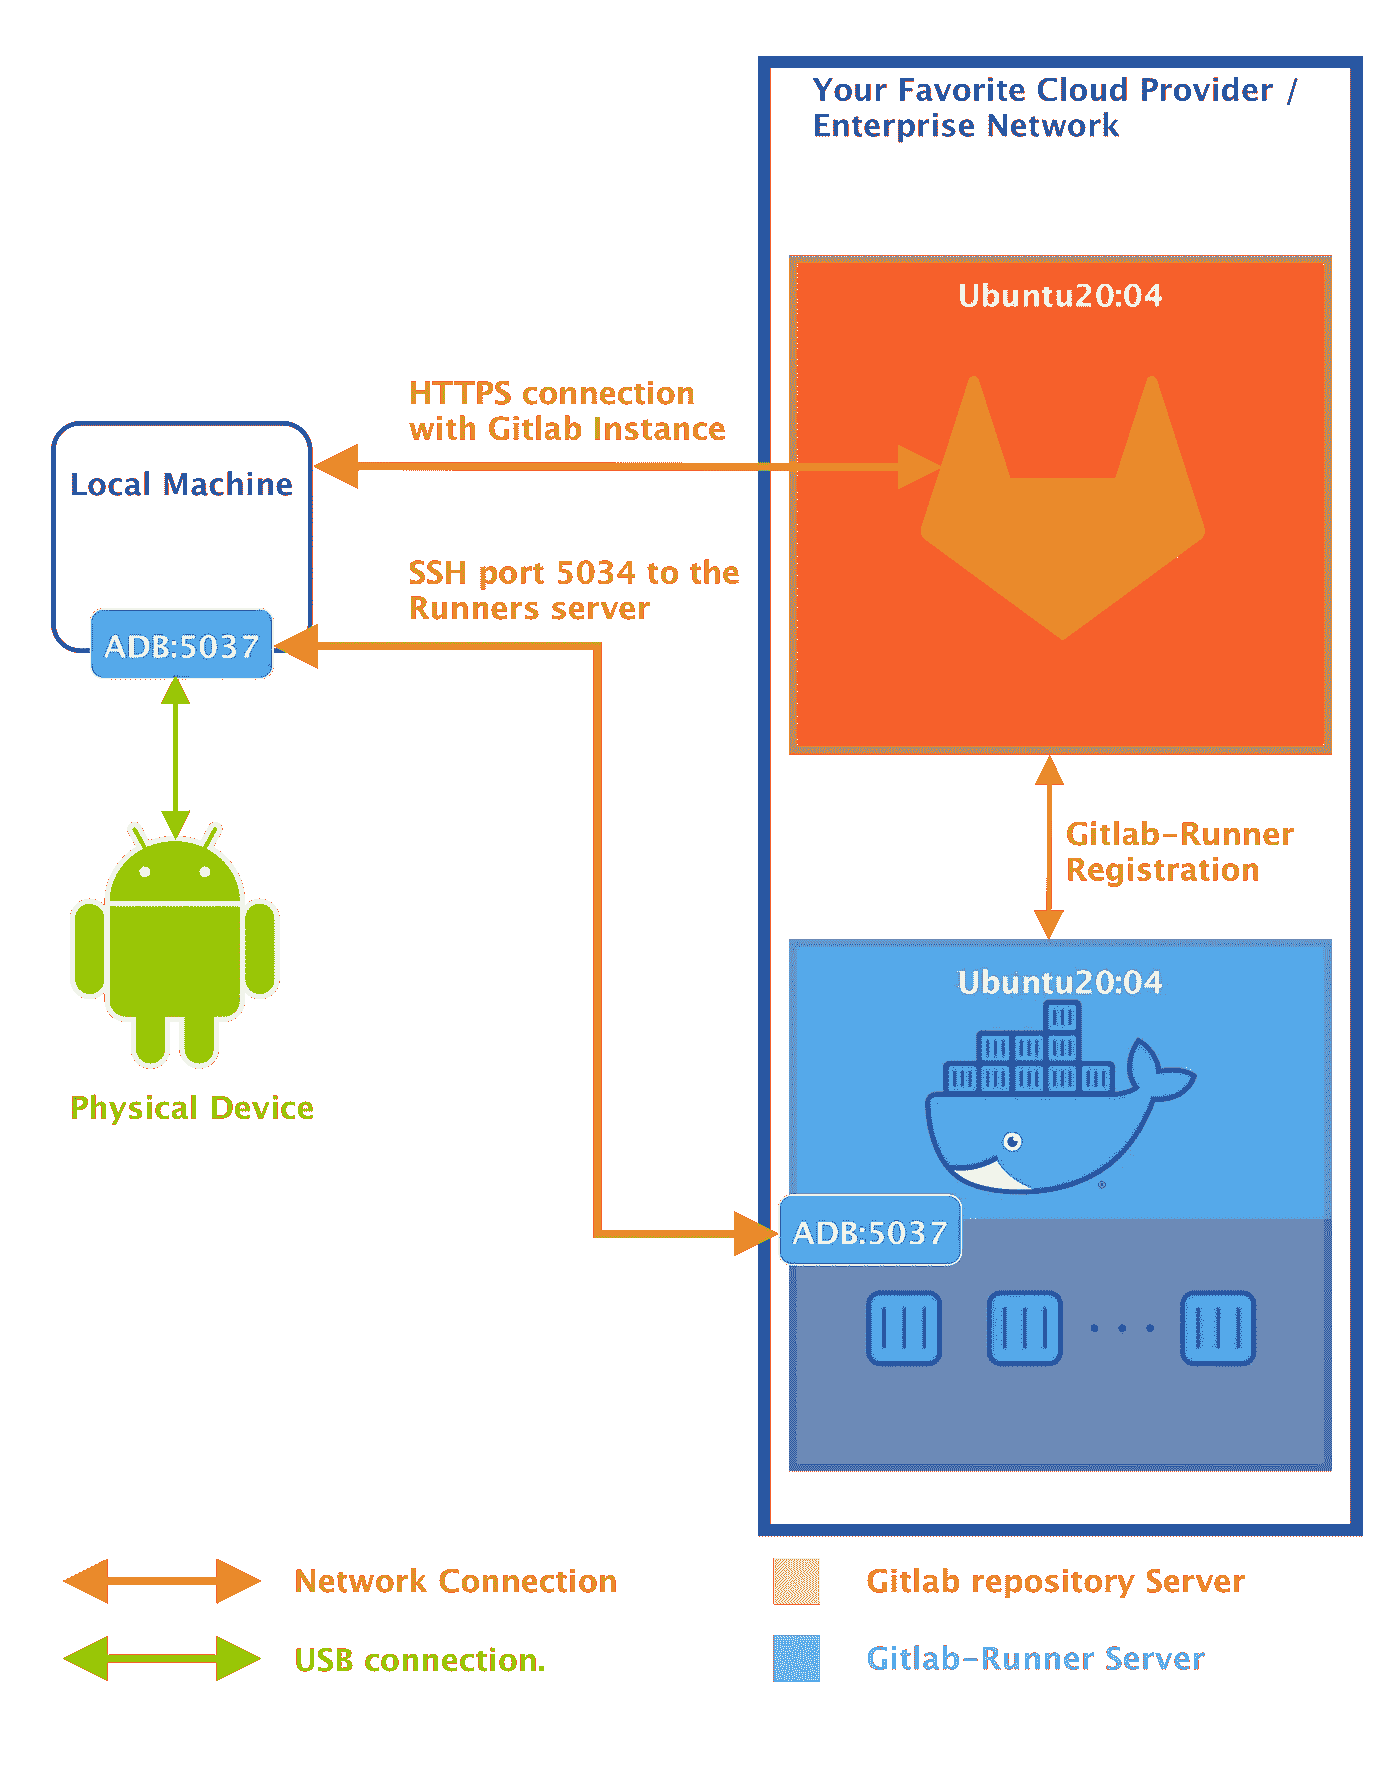 Your Favorite Cloud Provider /
Enterprise Network
Ubuntu20:04
HTTPS connection
with Gitlab Instance
Local Machine
SSH port 5034 to the
Runners server
ADB:5037
Gitlab-Runner
Registration
Ubuntu20:04
Physical Device
ADB:5037
Network Connection
Gitlab repository Server
USB connection.
Gitlab-Runner Server